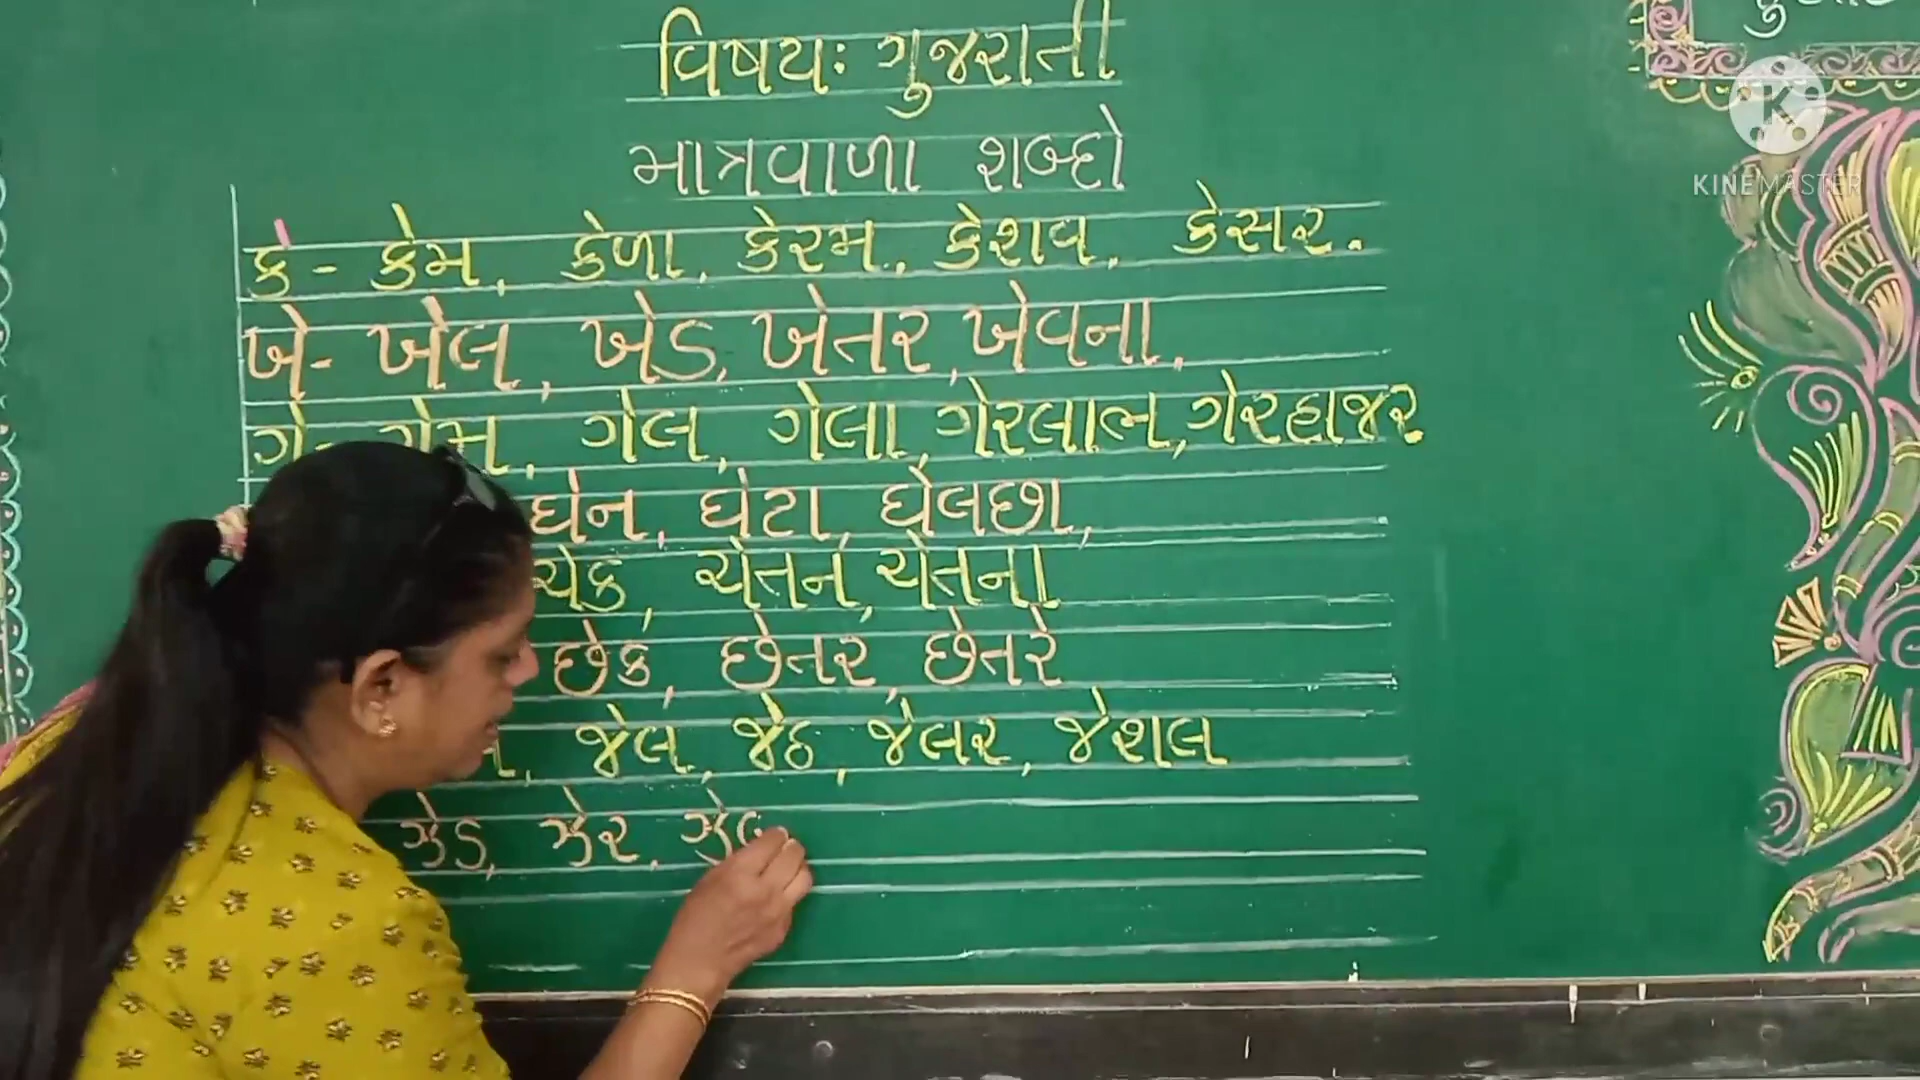 વિષય: ગુજરાતી
માત્રવાળા શબ્દો
કે - કેમ, કેળા, કેરમ, કેશવ, કેસર.
ખે - ખેલ, ખેડ, ખેતર, ખેવના,
ગે - ગેમ, ગેલ, ગેલા, ગેરલાભ, ગેરહાજર
ઘેન, ઘેટા, ઘેલછા,
ચેક, ચેતન, ચેતના
છેક, છેતર, છેતરે
જેલ, જેઠ, જેલર, જેશલ
ઝેડ, ઝેર,
KINEMASTER